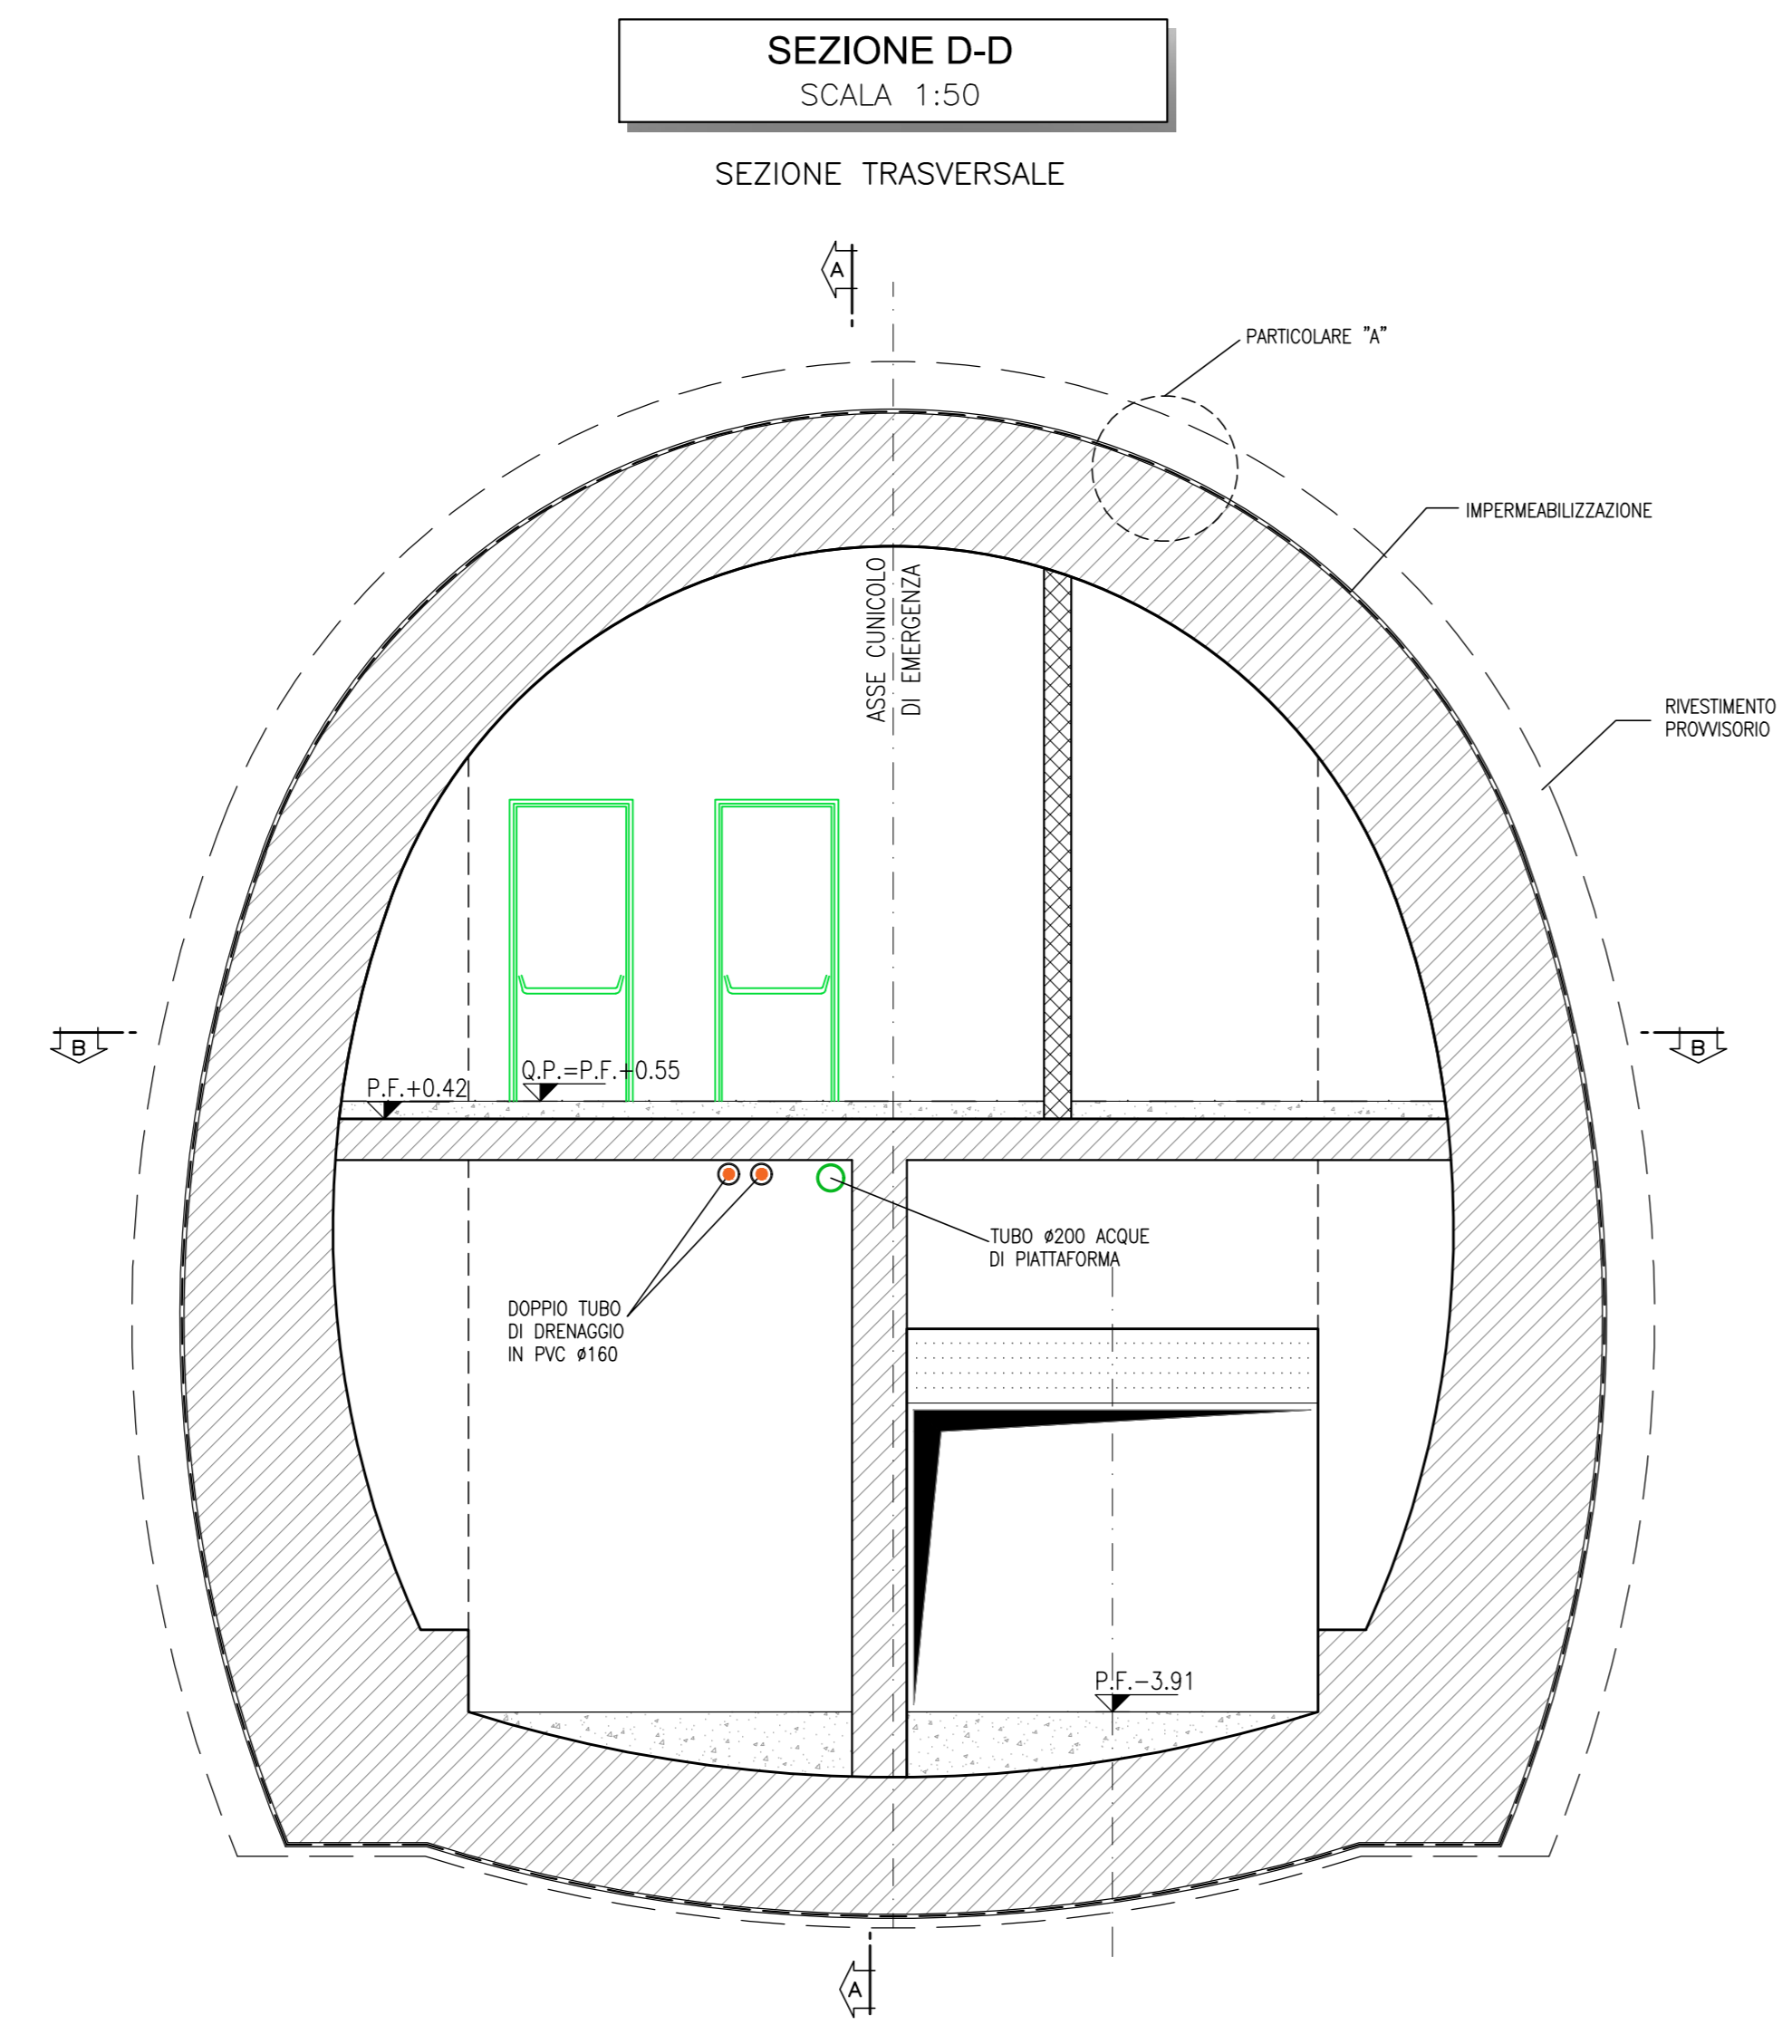 SEZIONE D-D
SCALA 1:50
SEZIONE TRASVERSALE
A
PARTICOLARE "A"
IMPERMEABILIZZAZIONE
ASSE CUNICOLO
DI EMERGENZA
RIVESTIMENTO
PROVVISORIO
B
B
Q.P.=P.F.+0.55
P.F.+0.42
TUBO ø200 ACQUE
DI PIATTAFORMA
DOPPIO TUBO
DI DRENAGGIO
IN PVC ø160
P.F.-3.91
A